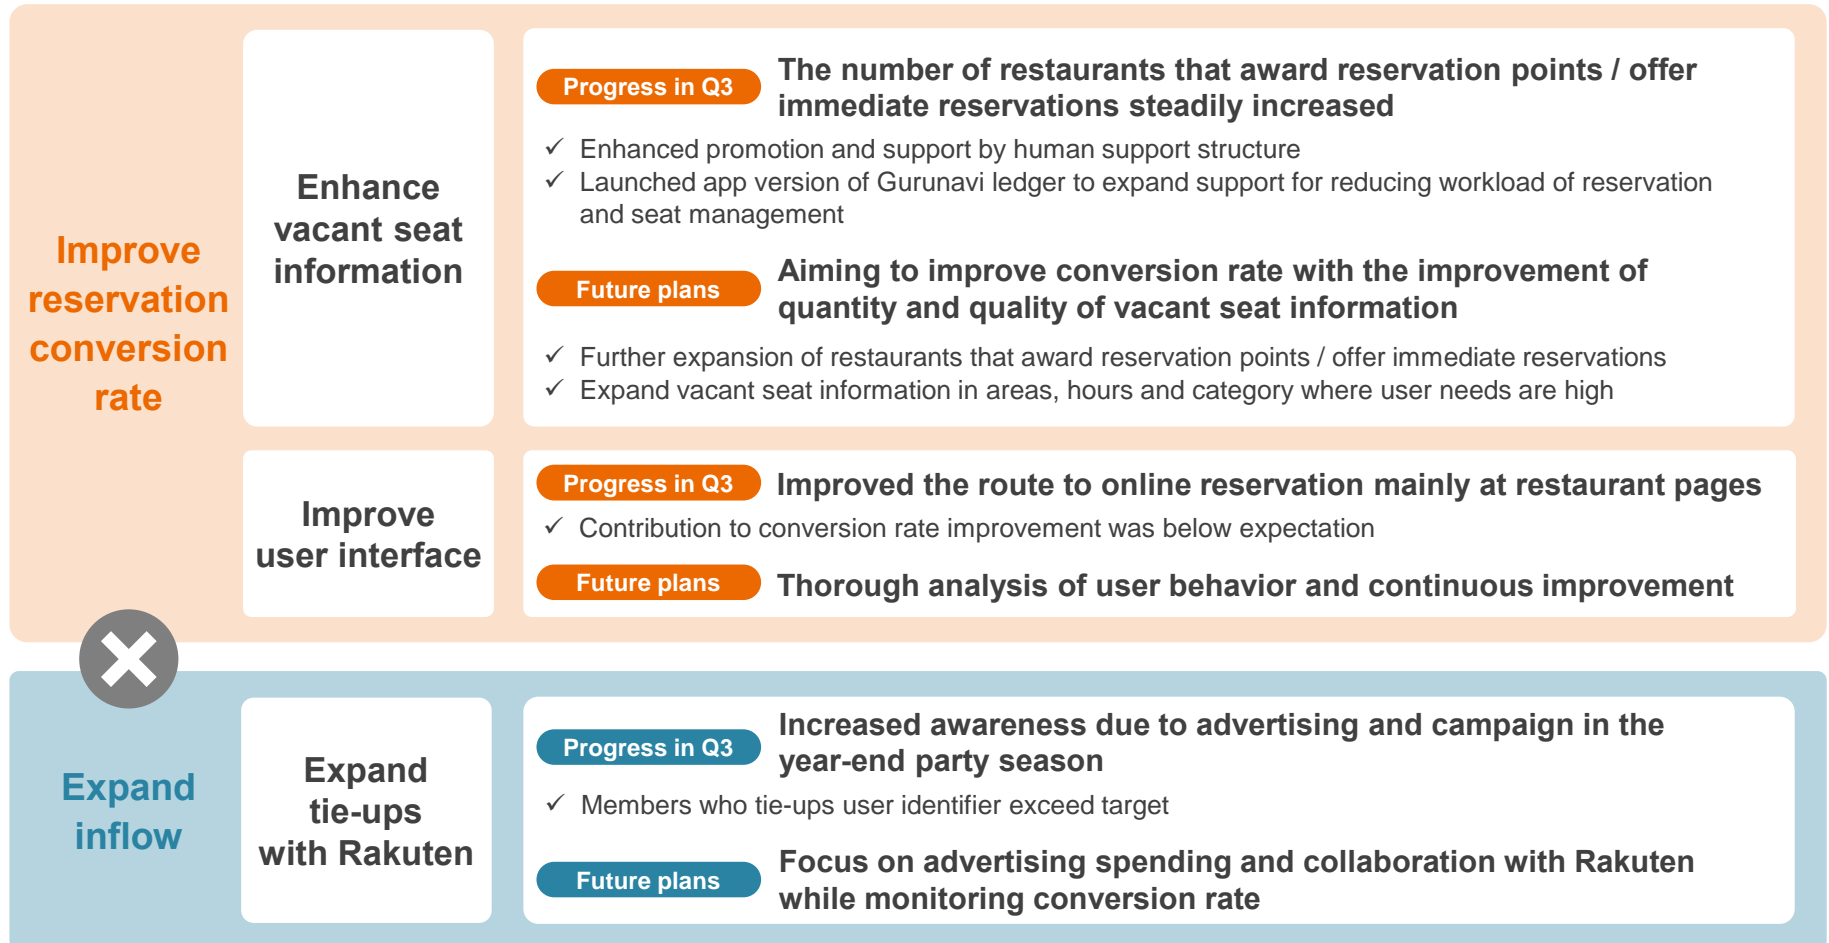 Improve
reservation
conversion
rate
Enhance
vacant seat
information
Progress in Q3
The number of restaurants that award reservation points / offer
immediate reservations steadily increased
✓ Enhanced promotion and support by human support structure
✓ Launched app version of Gurunavi ledger to expand support for reducing workload of reservation
and seat management
Future plans
Aiming to improve conversion rate with the improvement of
quantity and quality of vacant seat information
✓ Further expansion of restaurants that award reservation points / offer immediate reservations
✓ Expand vacant seat information in areas, hours and category where user needs are high
Improve
user interface
Progress in Q3
Improved the route to online reservation mainly at restaurant pages
✓ Contribution to conversion rate improvement was below expectation
Future plans
Thorough analysis of user behavior and continuous improvement
Expand
inflow
Expand
tie-ups
with Rakuten
Progress in Q3
Increased awareness due to advertising and campaign in the
year-end party season
✓ Members who tie-ups user identifier exceed target
Future plans
Focus on advertising spending and collaboration with Rakuten
while monitoring conversion rate